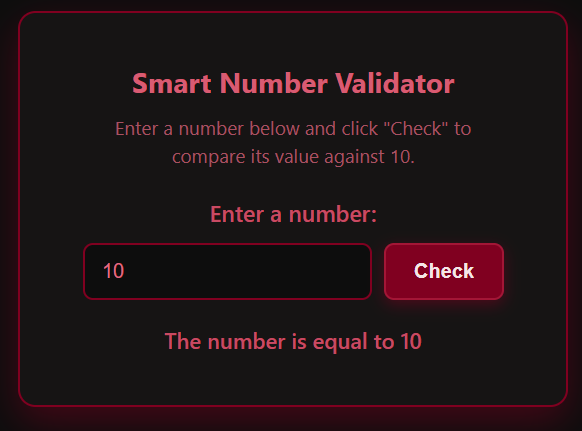 Smart Number Validator
Enter a number below and click "Check" to
compare its value against 10.
Enter a number:
10
Check
The number is equal to 10